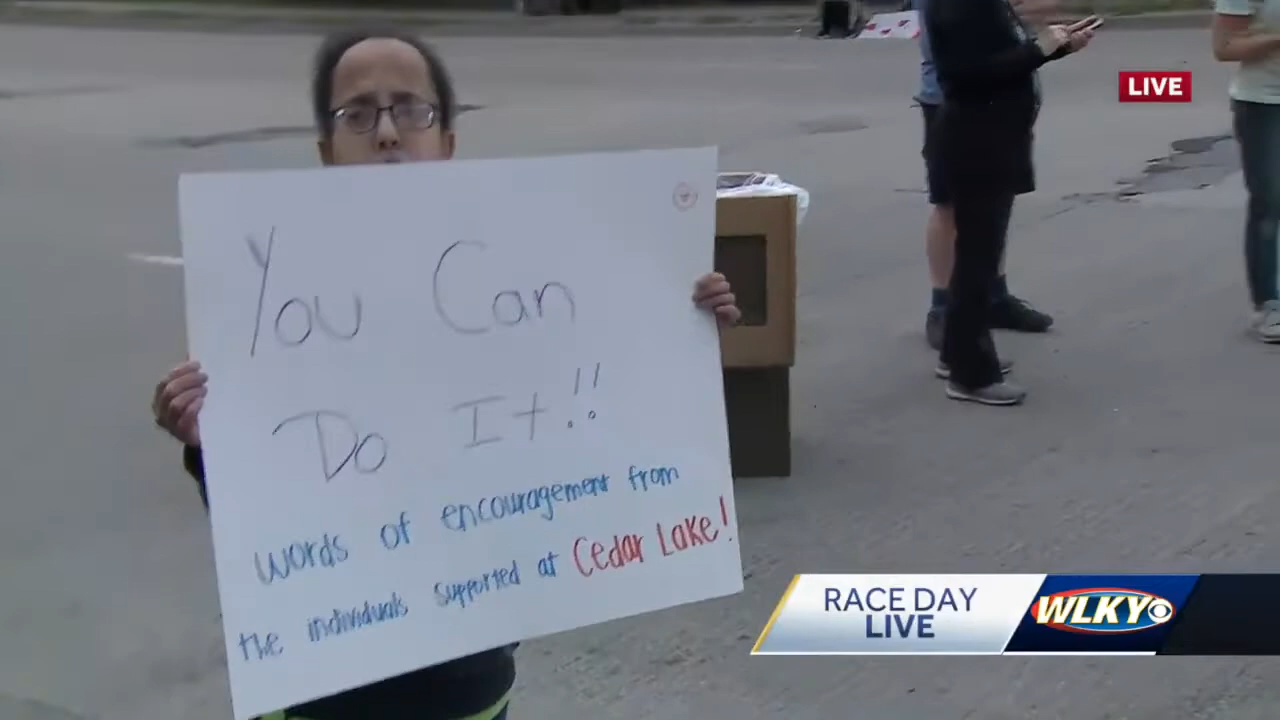 LIVE
You Can
Do It!!
words of encouragement from
the individuals supported at Cedar Lake!
RACE DAY
LIVE
WLKY